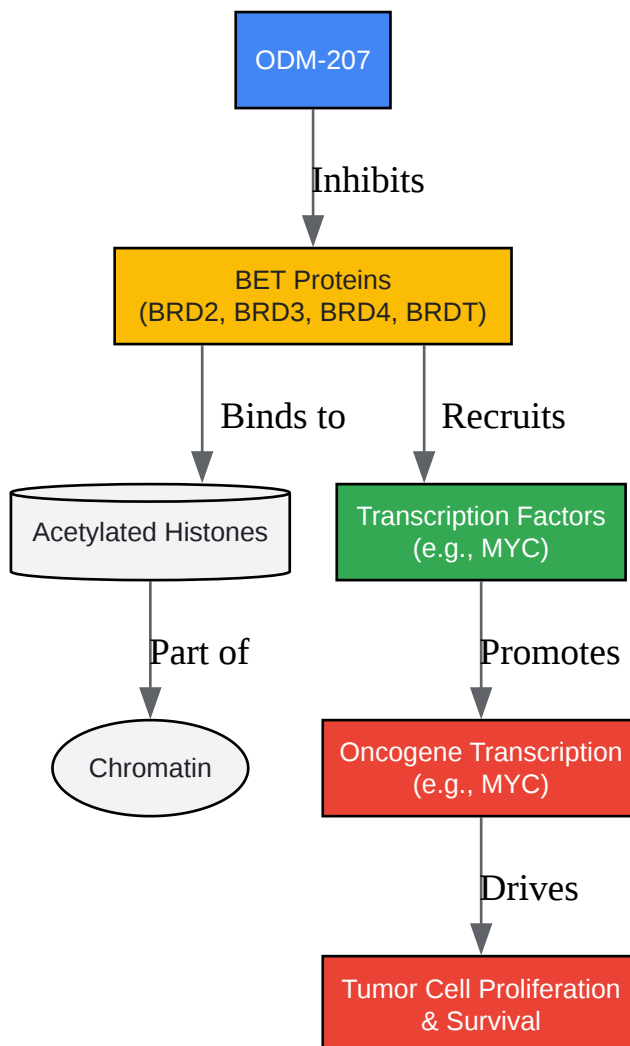 ODM-207
Inhibits
BET Proteins
(BRD2, BRD3, BRD4, BRDT)
Binds to
Recruits
Acetylated Histones
Transcription Factors
(e.g., MYC)
Part of
Promotes
Chromatin
Oncogene Transcription
(e.g., MYC)
Drives
Tumor Cell Proliferation
& Survival